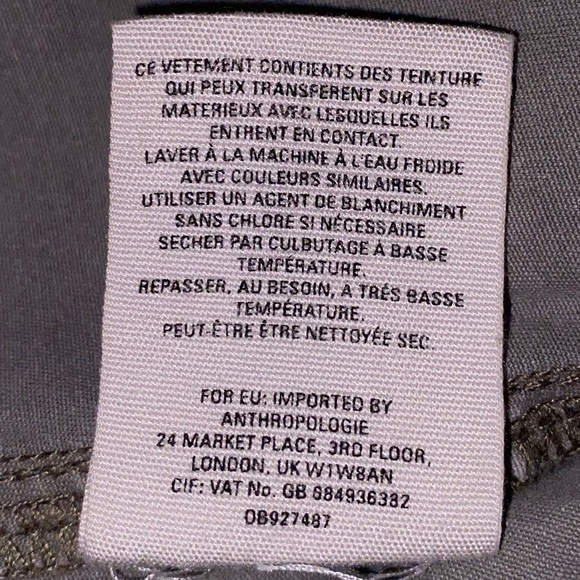 CE VETEMENT CONTIENTS DES TEINTURE
QUI PEUX TRANSFERENT SUR LES
MATERIEUX AVEC LESQUELLES ILS
ENTRENT EN CONTACT.
LAVER À LA MACHINE À L'EAU FROIDE
AVEC COULEURS SIMILAIRES.
UTILISER UN AGENT DE BLANCHIMENT
SANS CHLORE SI NÉCESSAIRE
SECHER PAR CULBUTAGE À BASSE
TEMPÉRATURE.
REPASSER, AU BESOIN, A TRÉS BASSE
TEMPÉRATURE.
PEUT-ÊTRE ÊTRE NETTOYÉE SEC.
FOR EU: IMPORTED BY
ANTHROPOLOGIE
24 MARKET PLACE, 3RD FLOOR,
LONDON. UK W1W8AN
CIF: VAT No. GB 684936382
OB927487